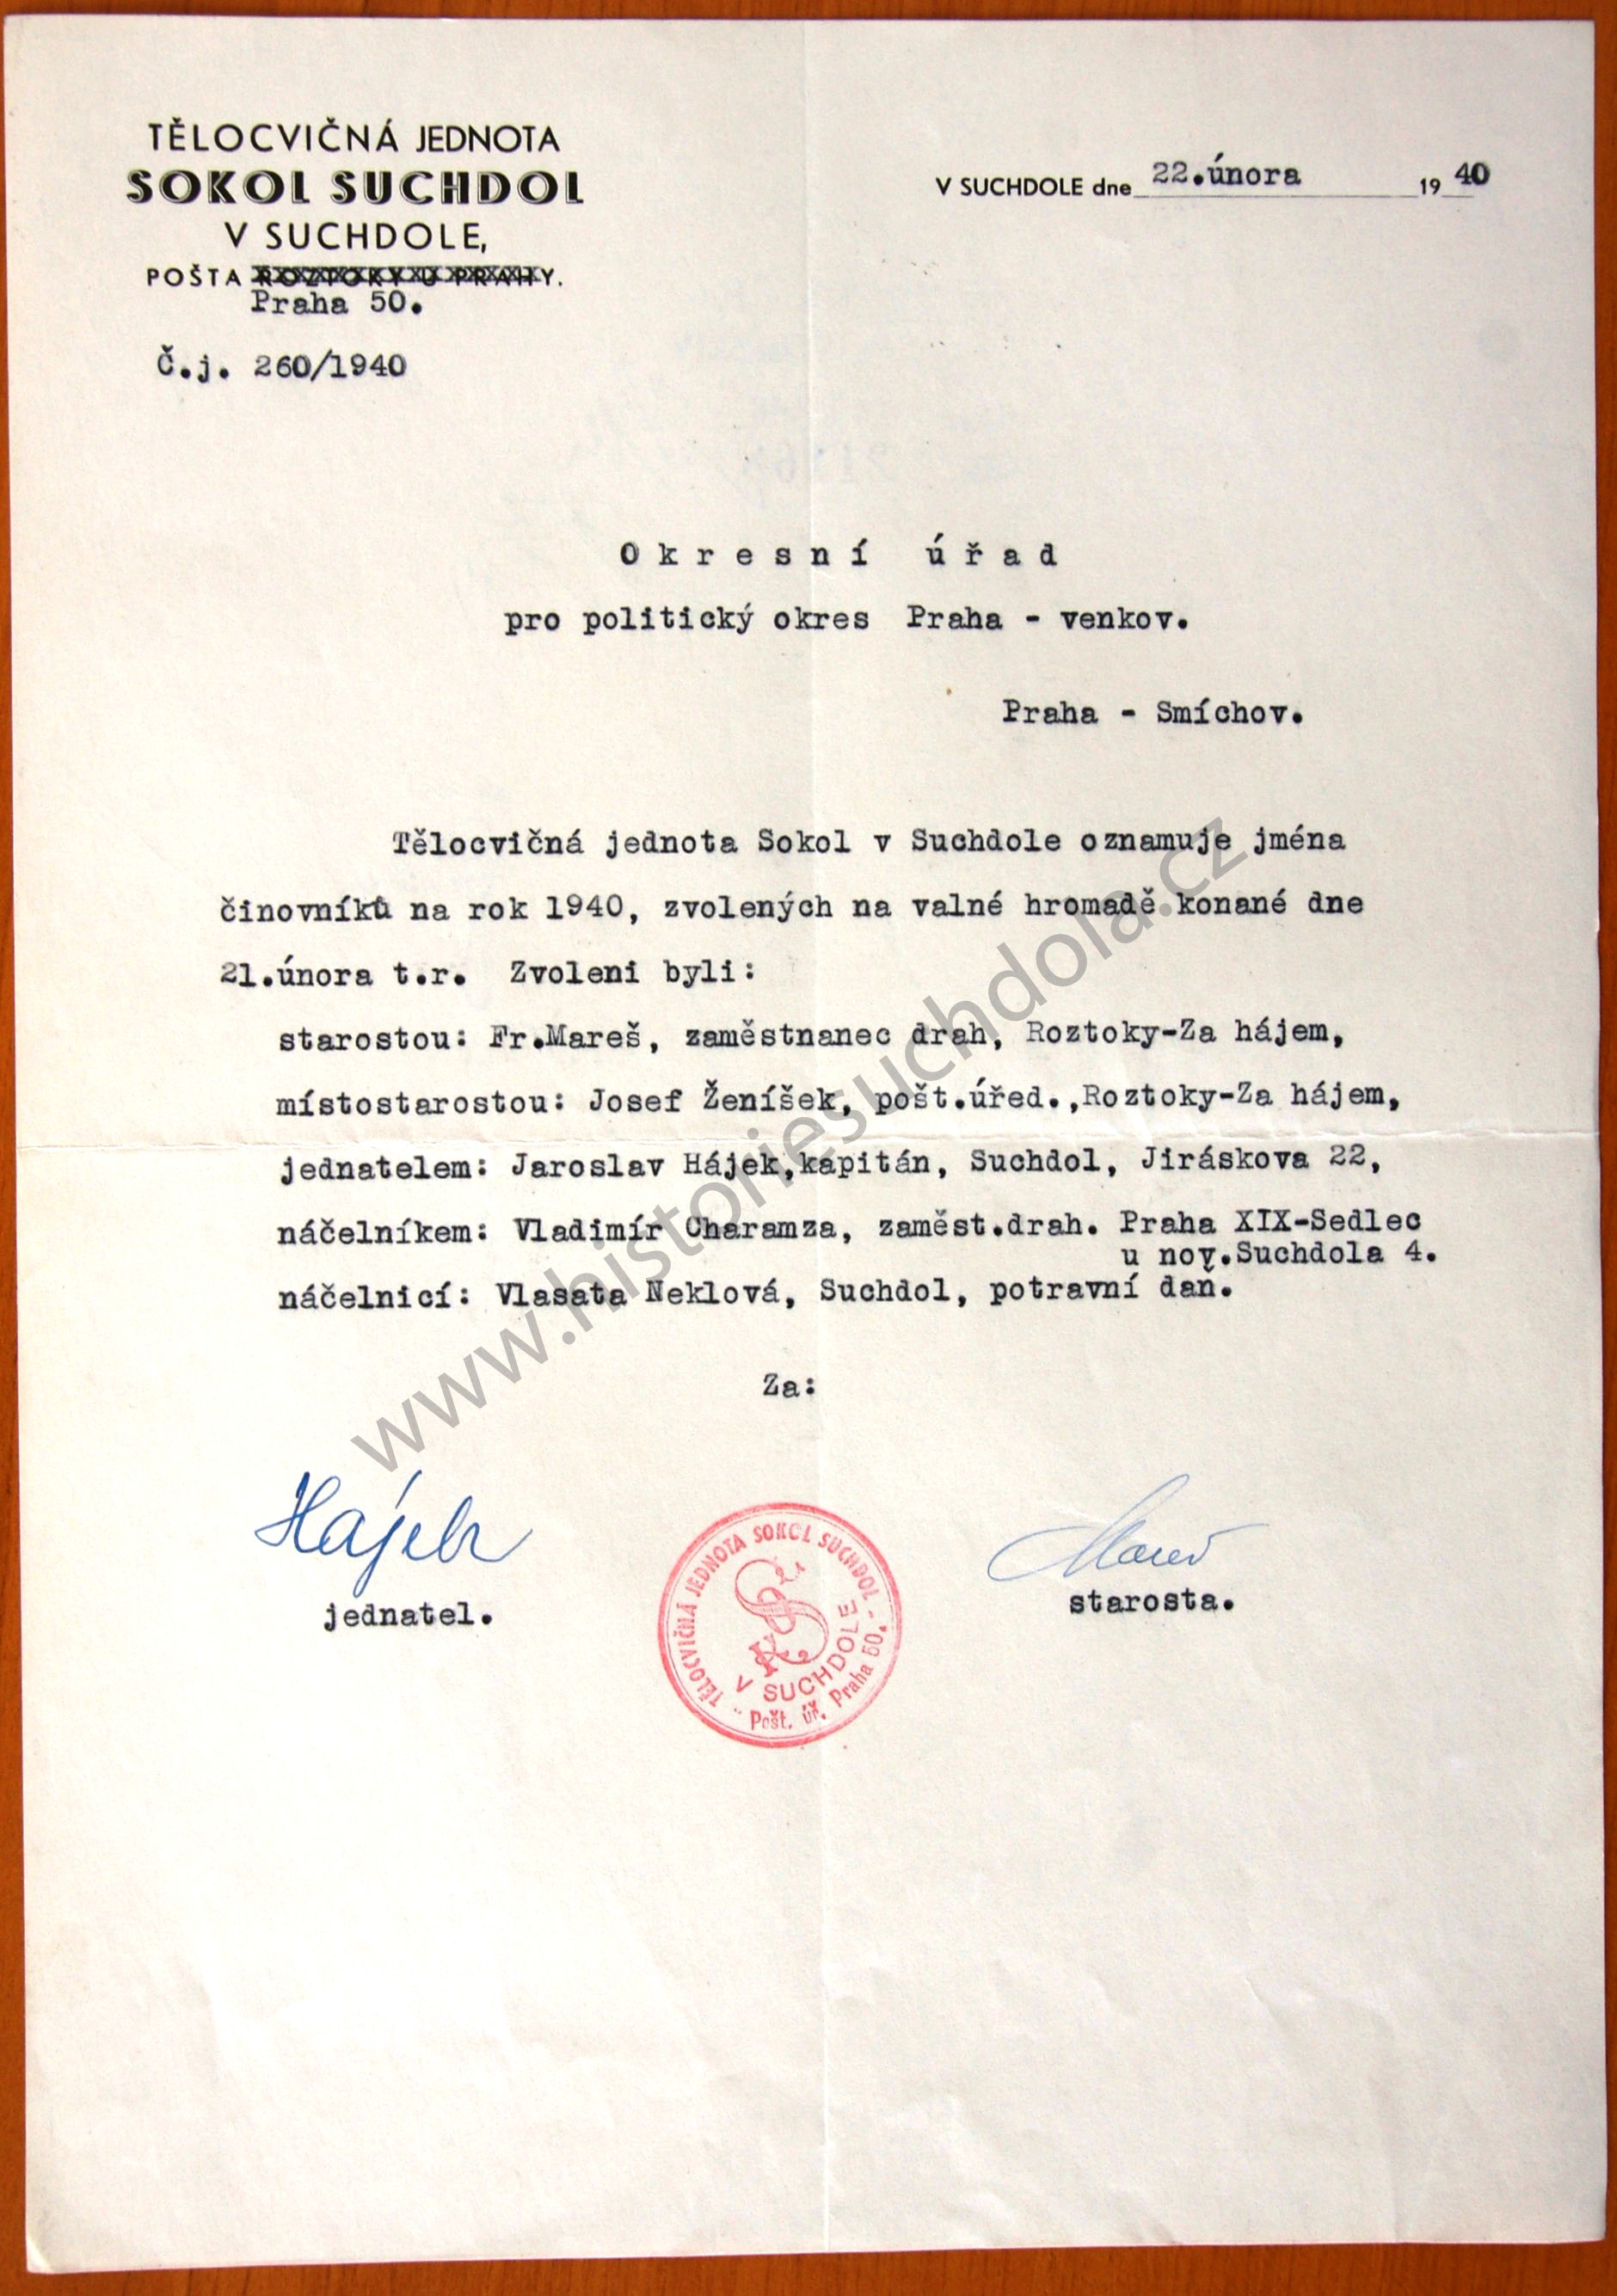 TĚLOCVIČNÁ JEDNOTA
SOKOL SUCHDOL
V SUCHDOLE,
POŠTA ROZTOKY U PRAHY.
Praha 50.
Č.j. 260/1940
V SUCHDOLE dne 22.února 19 40
Okresní úřad
pro politický okres Praha - venkov.
Praha - Smíchov.
Tělocvičná jednota Sokol v Suchdole oznamuje jména
činovníků na rok 1940, zvolených na valné hromadě konané dne
21.února t.r. Zvoleni byli:
starostou: Fr.Mareš, zaměstnanec drah, Roztoky-Za hájem,
místostarostou: Josef Ženíšek, pošt.úřed.,Roztoky-Za hájem,
jednatelem: Jaroslav Hájek,kapitán, Suchdol, Jiráskova 22,
náčelníkem: Vladimír Charamza, zaměst.drah. Praha XIX-Sedlec
u nov.Suchdola 4.
náčelnicí: Vlasata Neklová, Suchdol, potravní daň.
Za:
Hájek
jednatel.
Mareš
starosta.
TĚLOCVIČNÁ JEDNOTA SOKOL SUCHDOL -
V SUCHDOLE
Pošt. úř. Praha 50.
www.historiesuchdola.cz